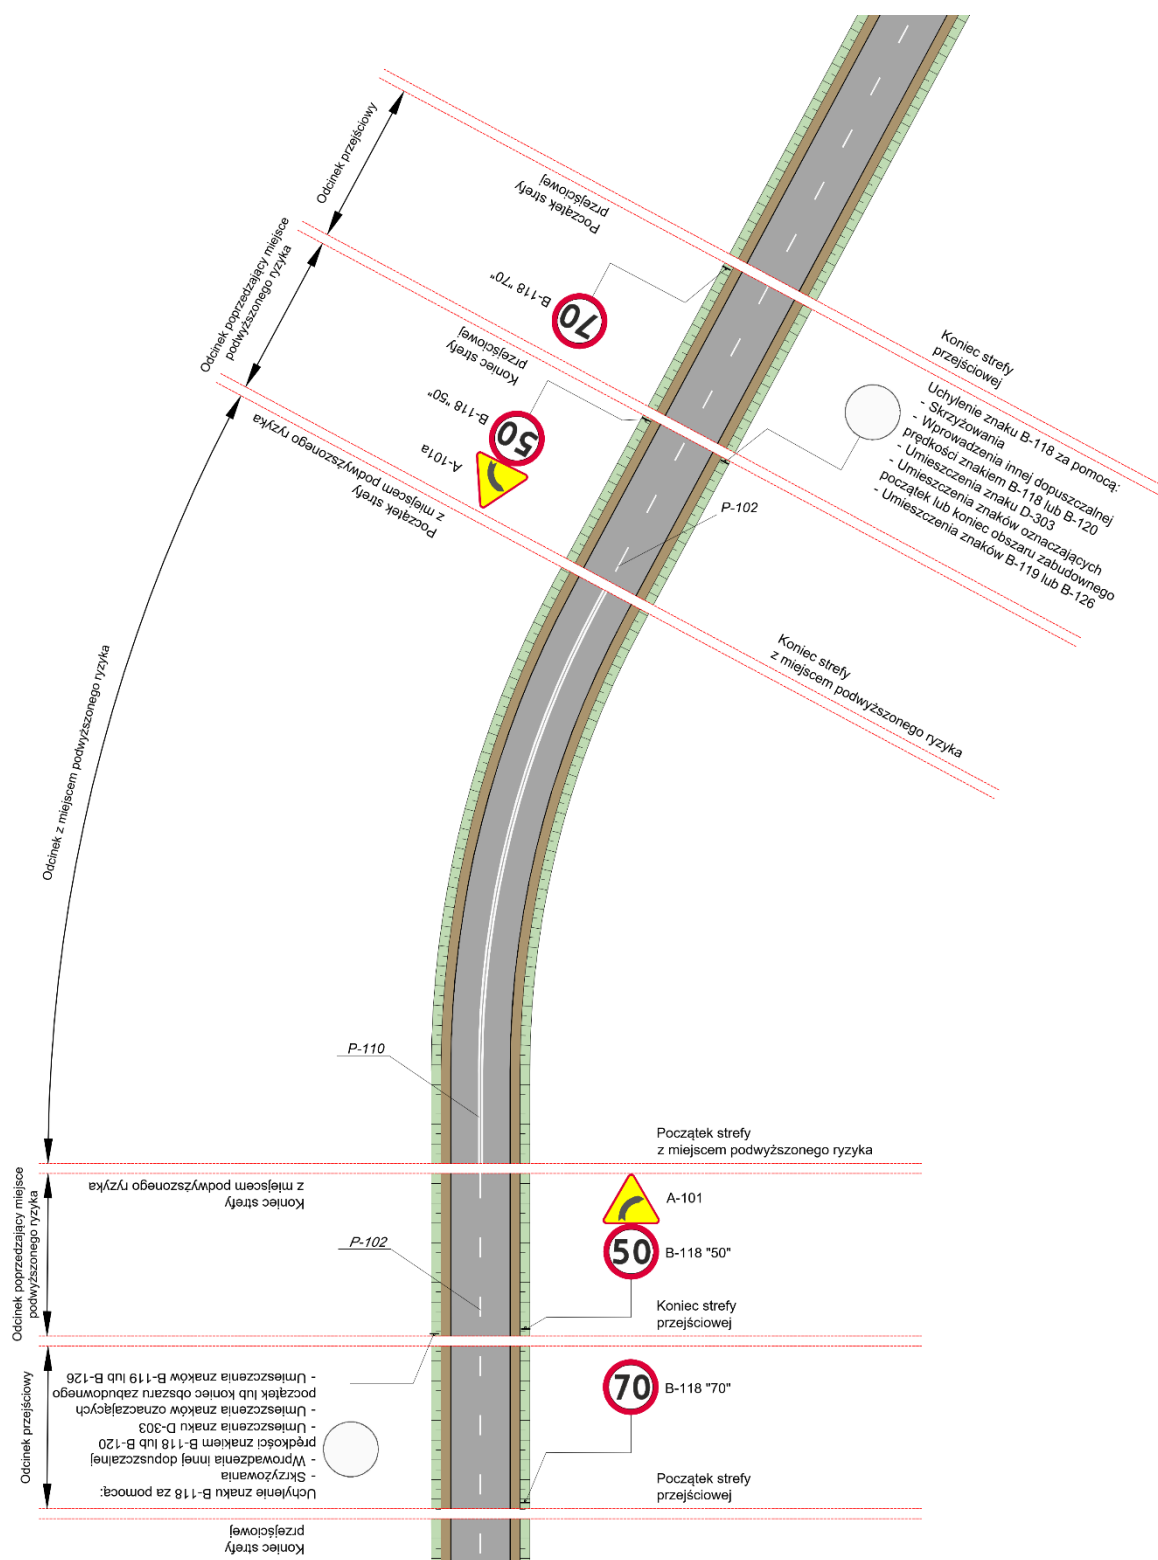 Odcinek przejściowy
Początek strefy
przejściowej
Odcinek poprzedzający miejsce
podwyższonego ryzyka
B-118 "70"
70
Koniec strefy
przejściowej
Koniec strefy
przejściowej
Uchylenie znaku B-118 za pomocą:
- Skrzyżowania
- Wprowadzenia innej dopuszczalnej
prędkości znakiem B-118 lub B-120
- Umieszczenia znaku D-303
- Umieszczenia znaków oznaczających
początek lub koniec obszaru zabudownego
- Umieszczenia znaków B-119 lub B-126
B-118 "50"
50
A-101a
Początek strefy
z miejscem podwyższonego ryzyka
P-102
Koniec strefy
z miejscem podwyższonego ryzyka
Odcinek z miejscem podwyższonego ryzyka
P-110
Początek strefy
z miejscem podwyższonego ryzyka
Koniec strefy
z miejscem podwyższonego ryzyka
Odcinek poprzedzający miejsce
podwyższonego ryzyka
A-101
P-102
50
B-118 "50"
Koniec strefy
przejściowej
Odcinek przejściowy
Uchylenie znaku B-118 za pomocą:
- Skrzyżowania
- Wprowadzenia innej dopuszczalnej
prędkości znakiem B-118 lub B-120
- Umieszczenia znaku D-303
- Umieszczenia znaków oznaczających
początek lub koniec obszaru zabudownego
- Umieszczenia znaków B-119 lub B-126
70
B-118 "70"
Początek strefy
przejściowej
Koniec strefy
przejściowej